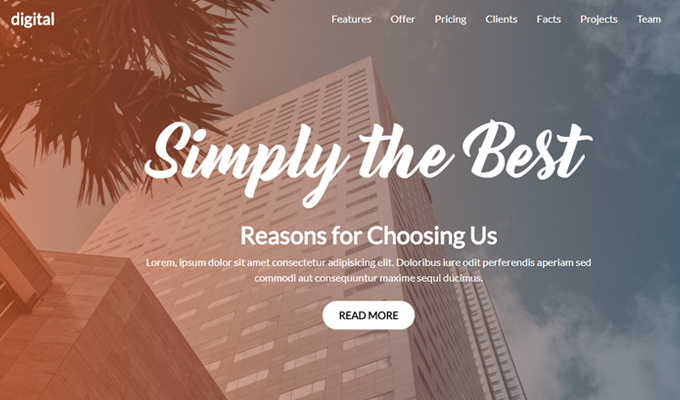 digital
Features Offer Pricing Clients Facts Projects Team
Simply the Best
Reasons for Choosing Us
Lorem, ipsum dolor sit amet consectetur adipisicing elit. Doloribus iure odit perferendis aperiam sed
commodi aut consequuntur maxime sequi ducimus.
READ MORE